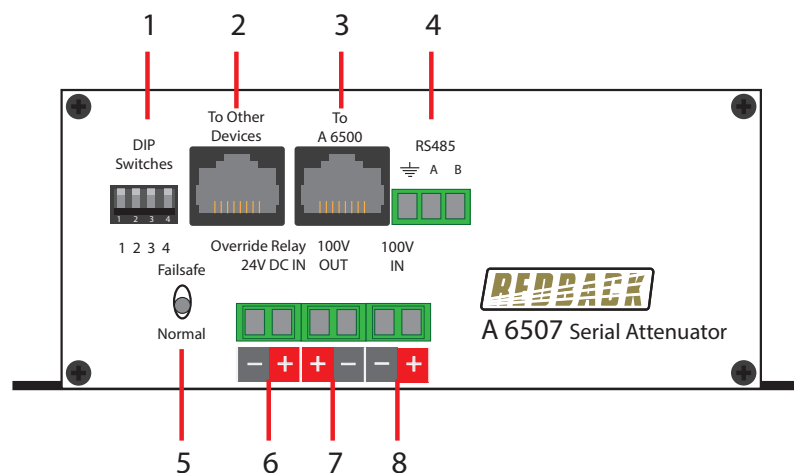 1 2 3 4
To Other
Devices
To
A 6500
DIP
Switches
RS485
A B
1 2 3 4
1 2 3 4
Override Relay
24V DC IN
100V
OUT
100V
IN
Failsafe
Normal
REDBACK
A 6507 Serial Attenuator
− + + − − +
5 6 7 8